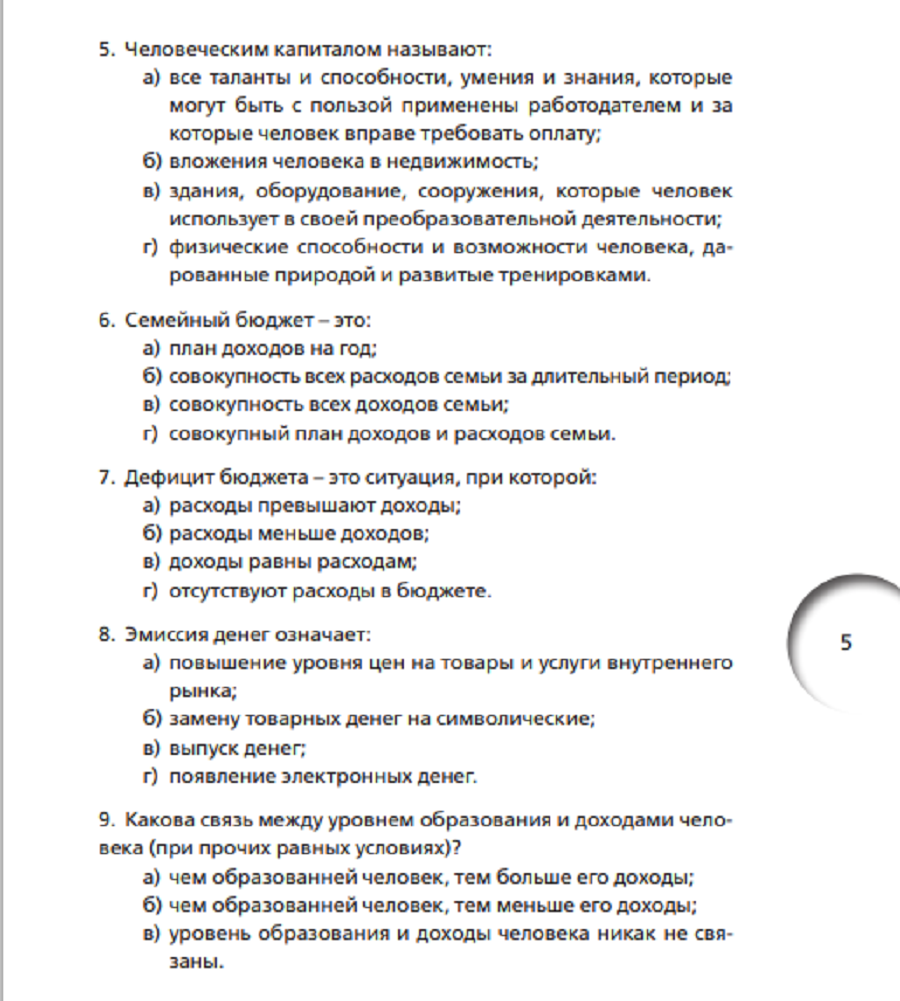 5. Человеческим капиталом называют:
а) все таланты и способности, умения и знания, которые
могут быть с пользой применены работодателем и за
которые человек вправе требовать оплату;
б) вложения человека в недвижимость;
в) здания, оборудование, сооружения, которые человек
использует в своей преобразовательной деятельности;
г) физические способности и возможности человека, да-
рованные природой и развитые тренировками.
6. Семейный бюджет – это:
а) план доходов на год;
б) совокупность всех расходов семьи за длительный период;
в) совокупность всех доходов семьи;
г) совокупный план доходов и расходов семьи.
7. Дефицит бюджета – это ситуация, при которой:
а) расходы превышают доходы;
б) расходы меньше доходов;
в) доходы равны расходам;
г) отсутствуют расходы в бюджете.
8. Эмиссия денег означает:
а) повышение уровня цен на товары и услуги внутреннего
рынка;
б) замену товарных денег на символические;
в) выпуск денег;
г) появление электронных денег.
5
9. Какова связь между уровнем образования и доходами чело-
века (при прочих равных условиях)?
а) чем образованней человек, тем больше его доходы;
б) чем образованней человек, тем меньше его доходы;
в) уровень образования и доходы человека никак не свя-
заны.